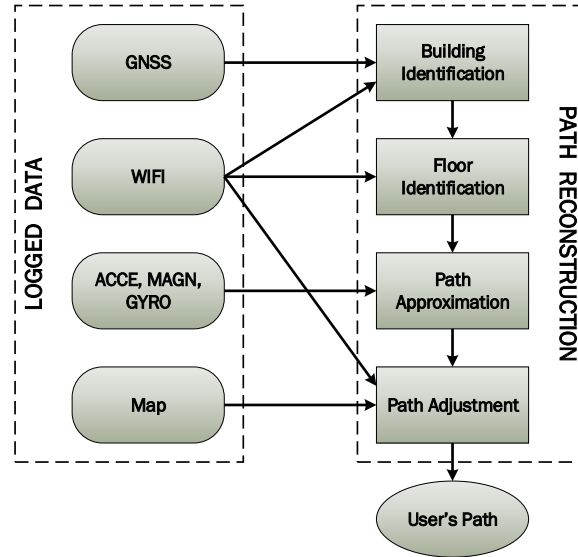 LOGGED DATA
GNSS
WIFI
ACCE, MAGN,
GYRO
Map
PATH RECONSTRUCTION
Building
Identification
Floor
Identification
Path
Approximation
Path Adjustment
User's Path